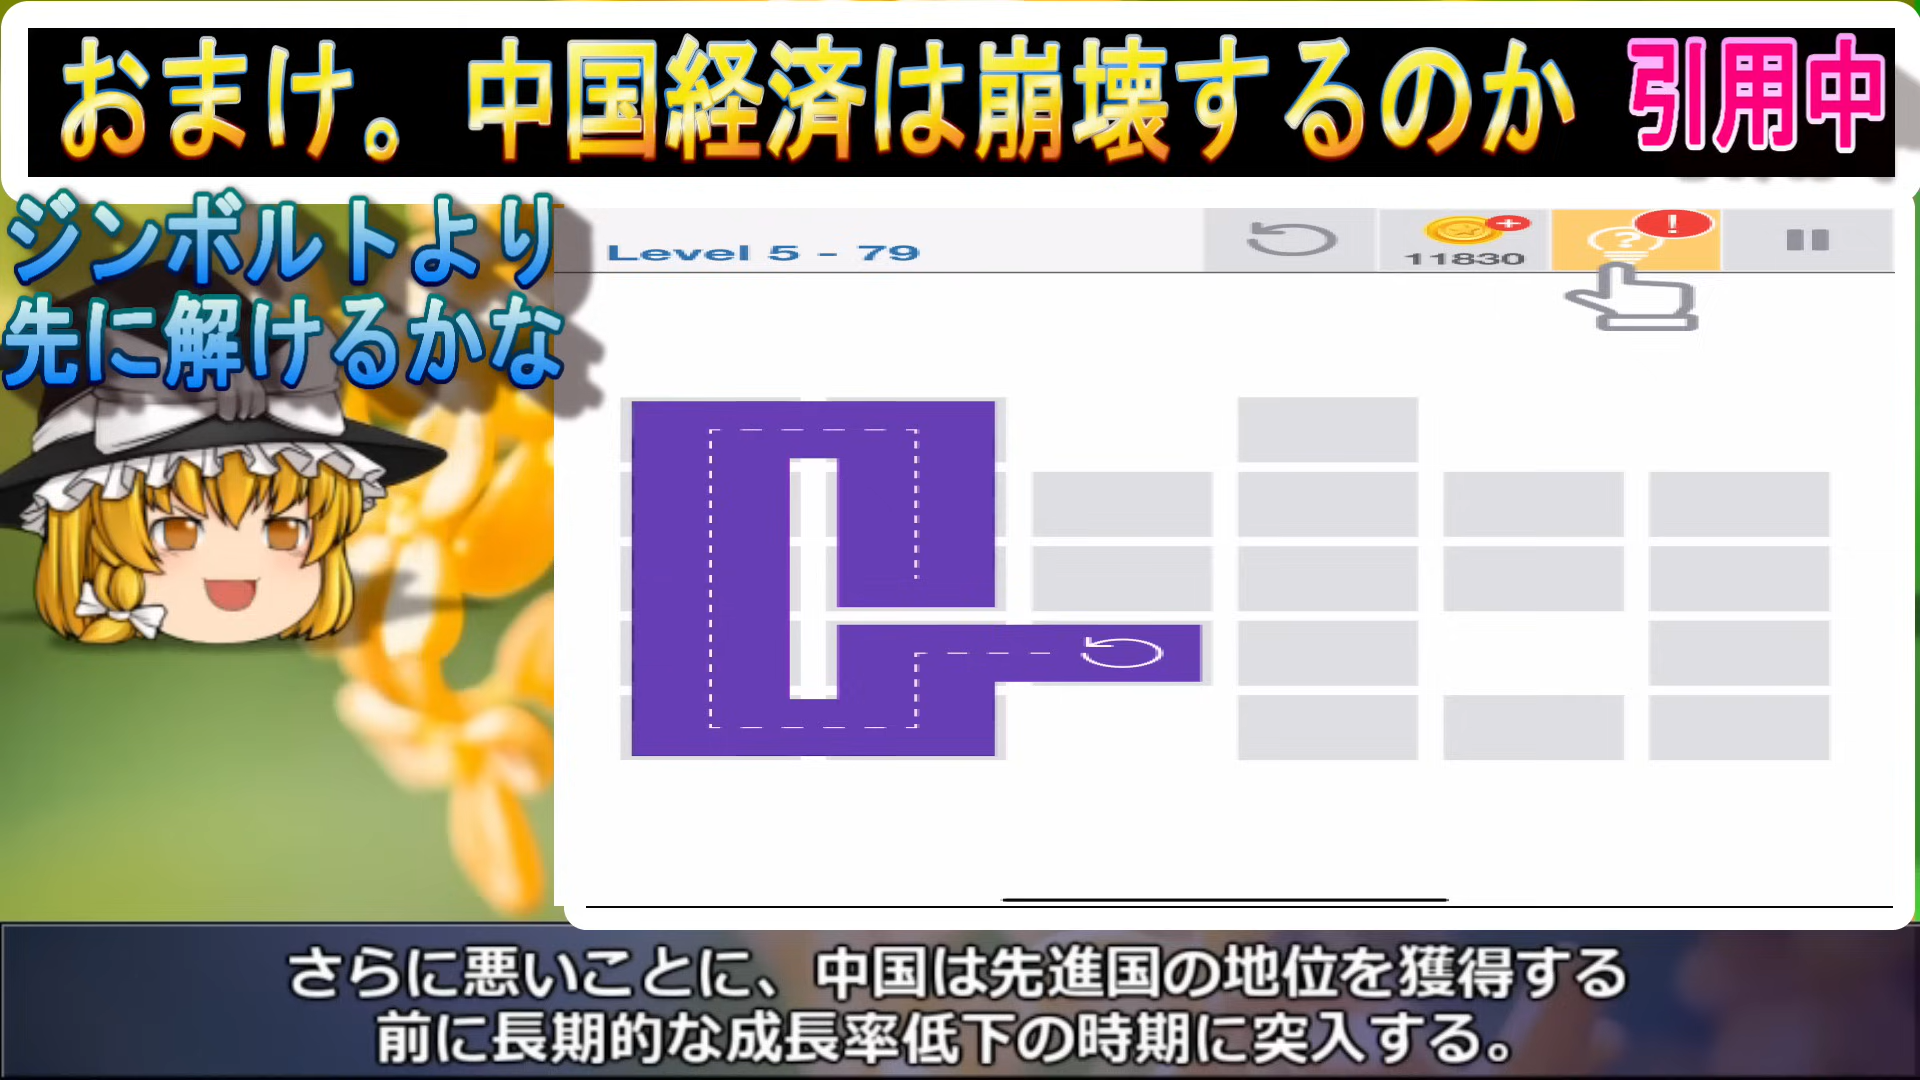 おまけ。中国経済は崩壊するのか 引用中
ジンボルトより
先に解けるかな
Level 5 - 79
11830
さらに悪いことに、中国は先進国の地位を獲得する
前に長期的な成長率低下の時期に突入する。